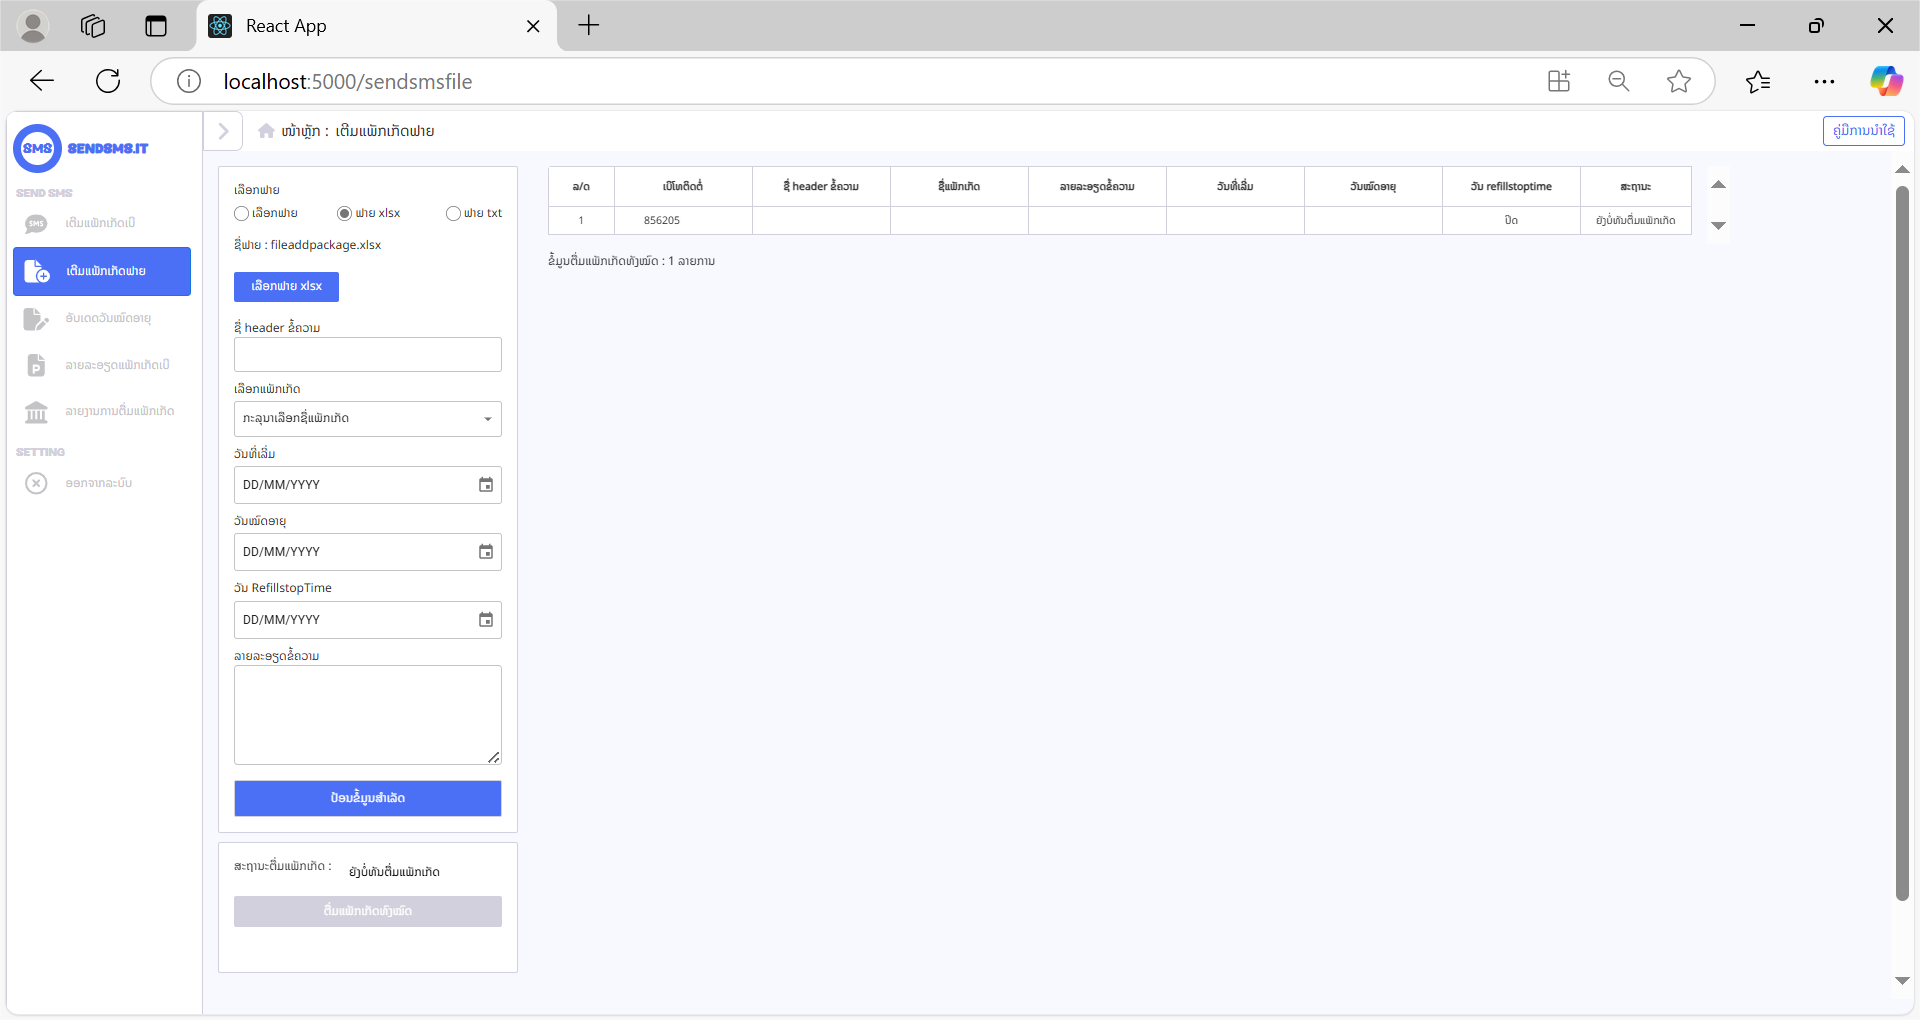 React App
localhost:5000/sendsmsfile
SMS SENDSMS.IT
SEND SMS
SMS ເຕີມແພັກເກັດເບີ
ເຕີມແພັກເກັດຟາຍ
ອັບເດດວັນໝົດອາຍຸ
P ລາຍລະອຽດແພັກເກັດເບີ
ລາຍງານການຕື່ມແພັກເກັດ
SETTING
ອອກຈາກລະບົບ
ໜ້າຫຼັກ : ເຕີມແພັກເກັດຟາຍ
ຄູ່ມືການນຳໃຊ້
ເລືອກຟາຍ
ເລືອກຟາຍ ຟາຍ xlsx ຟາຍ txt
ຊື່ຟາຍ : fileaddpackage.xlsx
ເລືອກຟາຍ xlsx
ຊື່ header ຂໍ້ຄວາມ
ເລືອກແພັກເກັດ
ກະລຸນາເລືອກຊື່ແພັກເກັດ
ວັນທີ່ເລີ່ມ
DD/MM/YYYY
ວັນໝົດອາຍຸ
DD/MM/YYYY
ວັນ RefillstopTime
DD/MM/YYYY
ລາຍລະອຽດຂໍ້ຄວາມ
ປ້ອນຂໍ້ມູນສຳເລັດ
ສະຖານະຕື່ມແພັກເກັດ : ຍັງບໍ່ທັນຕື່ມແພັກເກັດ
ຕື່ມແພັກເກັດທັງໝົດ
ລ/ດ ເບີໂທຕິດຕໍ່ ຊື່ header ຂໍ້ຄວາມ ຊື່ແພັກເກັດ ລາຍລະອຽດຂໍ້ຄວາມ ວັນທີ່ເລີ່ມ ວັນໝົດອາຍຸ ວັນ refillstoptime ສະຖານະ
1 856205 ປິດ ຍັງບໍ່ທັນຕື່ມແພັກເກັດ
ຂໍ້ມູນຕື່ມແພັກເກັດທັງໝົດ : 1 ລາຍການ